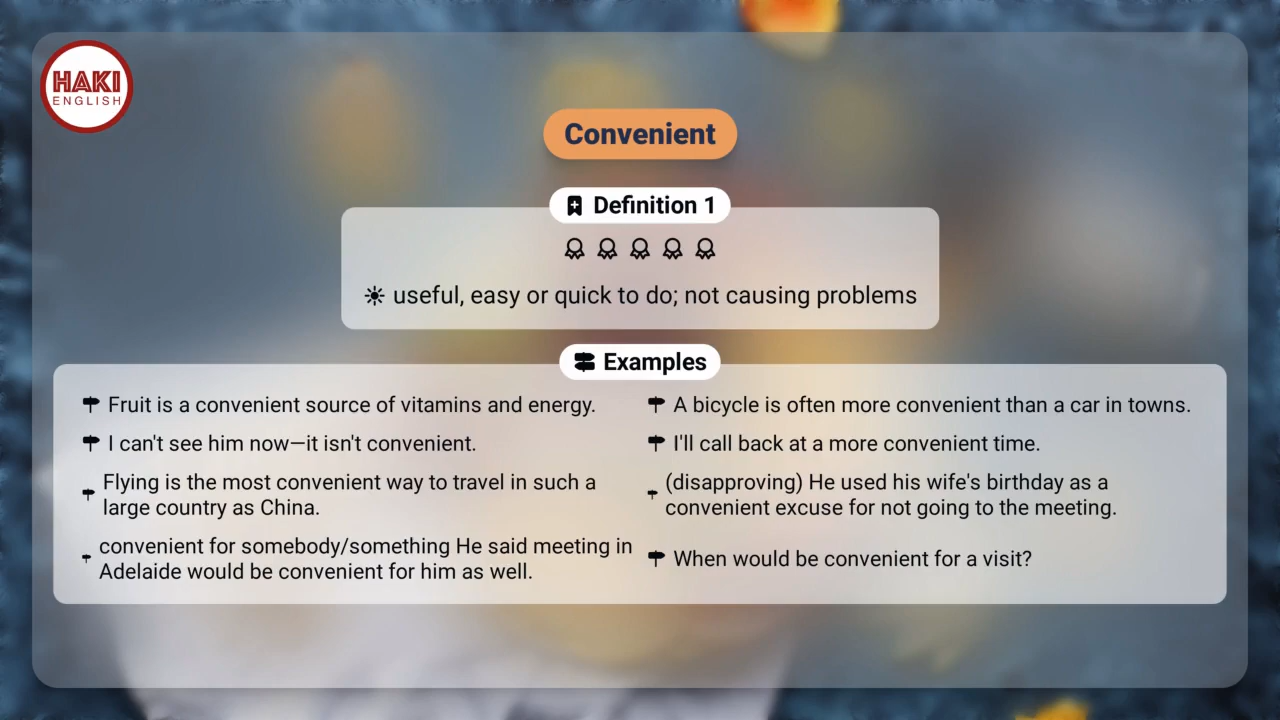 HAKI
ENGLISH
Convenient
Definition 1
useful, easy or quick to do; not causing problems
Examples
Fruit is a convenient source of vitamins and energy.
A bicycle is often more convenient than a car in towns.
I can't see him now—it isn't convenient.
I'll call back at a more convenient time.
Flying is the most convenient way to travel in such a
large country as China.
(disapproving) He used his wife's birthday as a
convenient excuse for not going to the meeting.
convenient for somebody/something He said meeting in
Adelaide would be convenient for him as well.
When would be convenient for a visit?